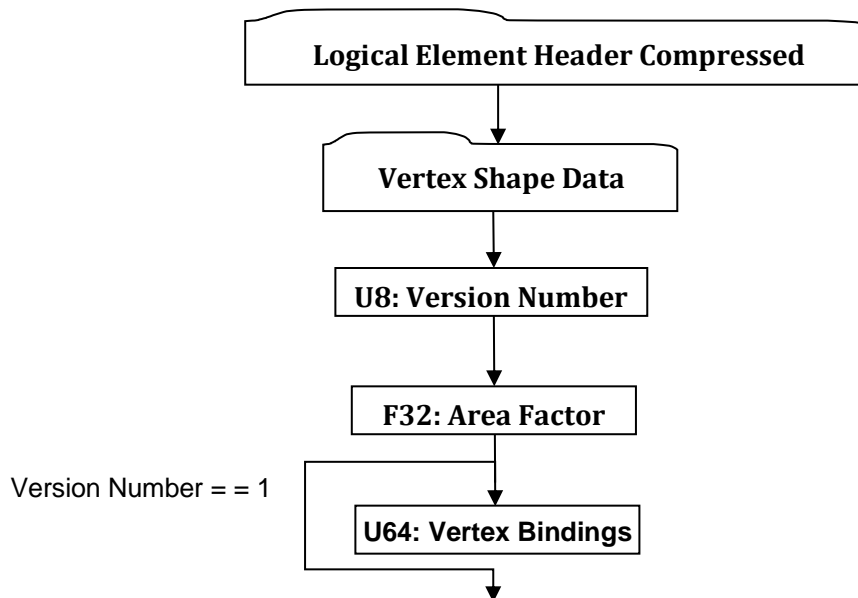 Logical Element Header Compressed
Vertex Shape Data
U8: Version Number
F32: Area Factor
Version Number = = 1
U64: Vertex Bindings